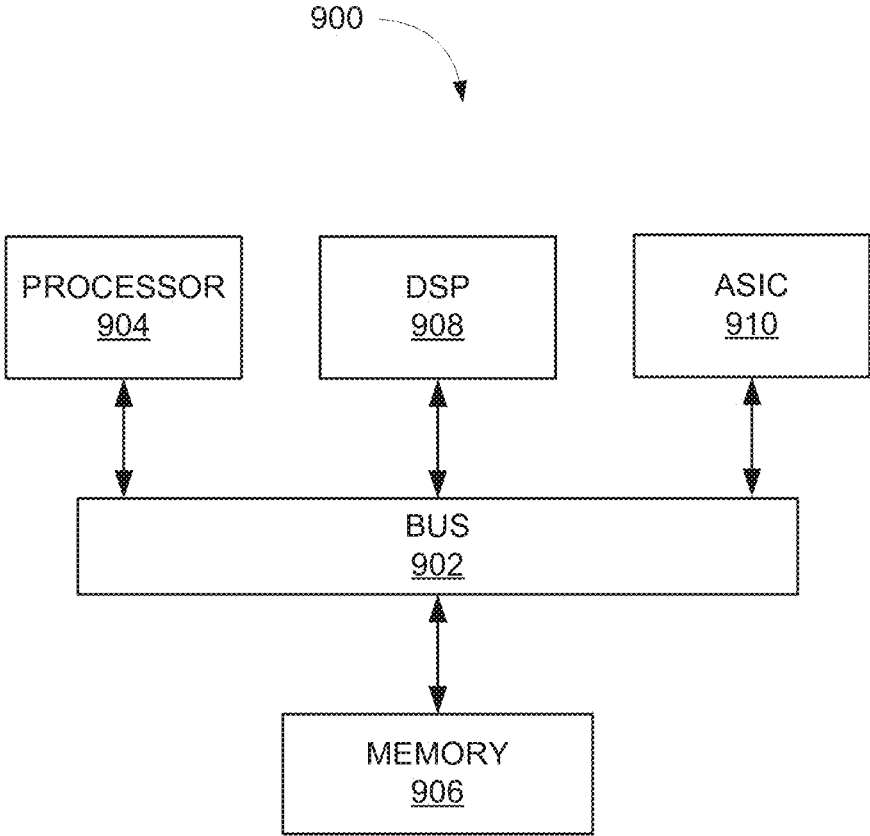 900
PROCESSOR
904
DSP
908
ASIC
910
BUS
902
MEMORY
906